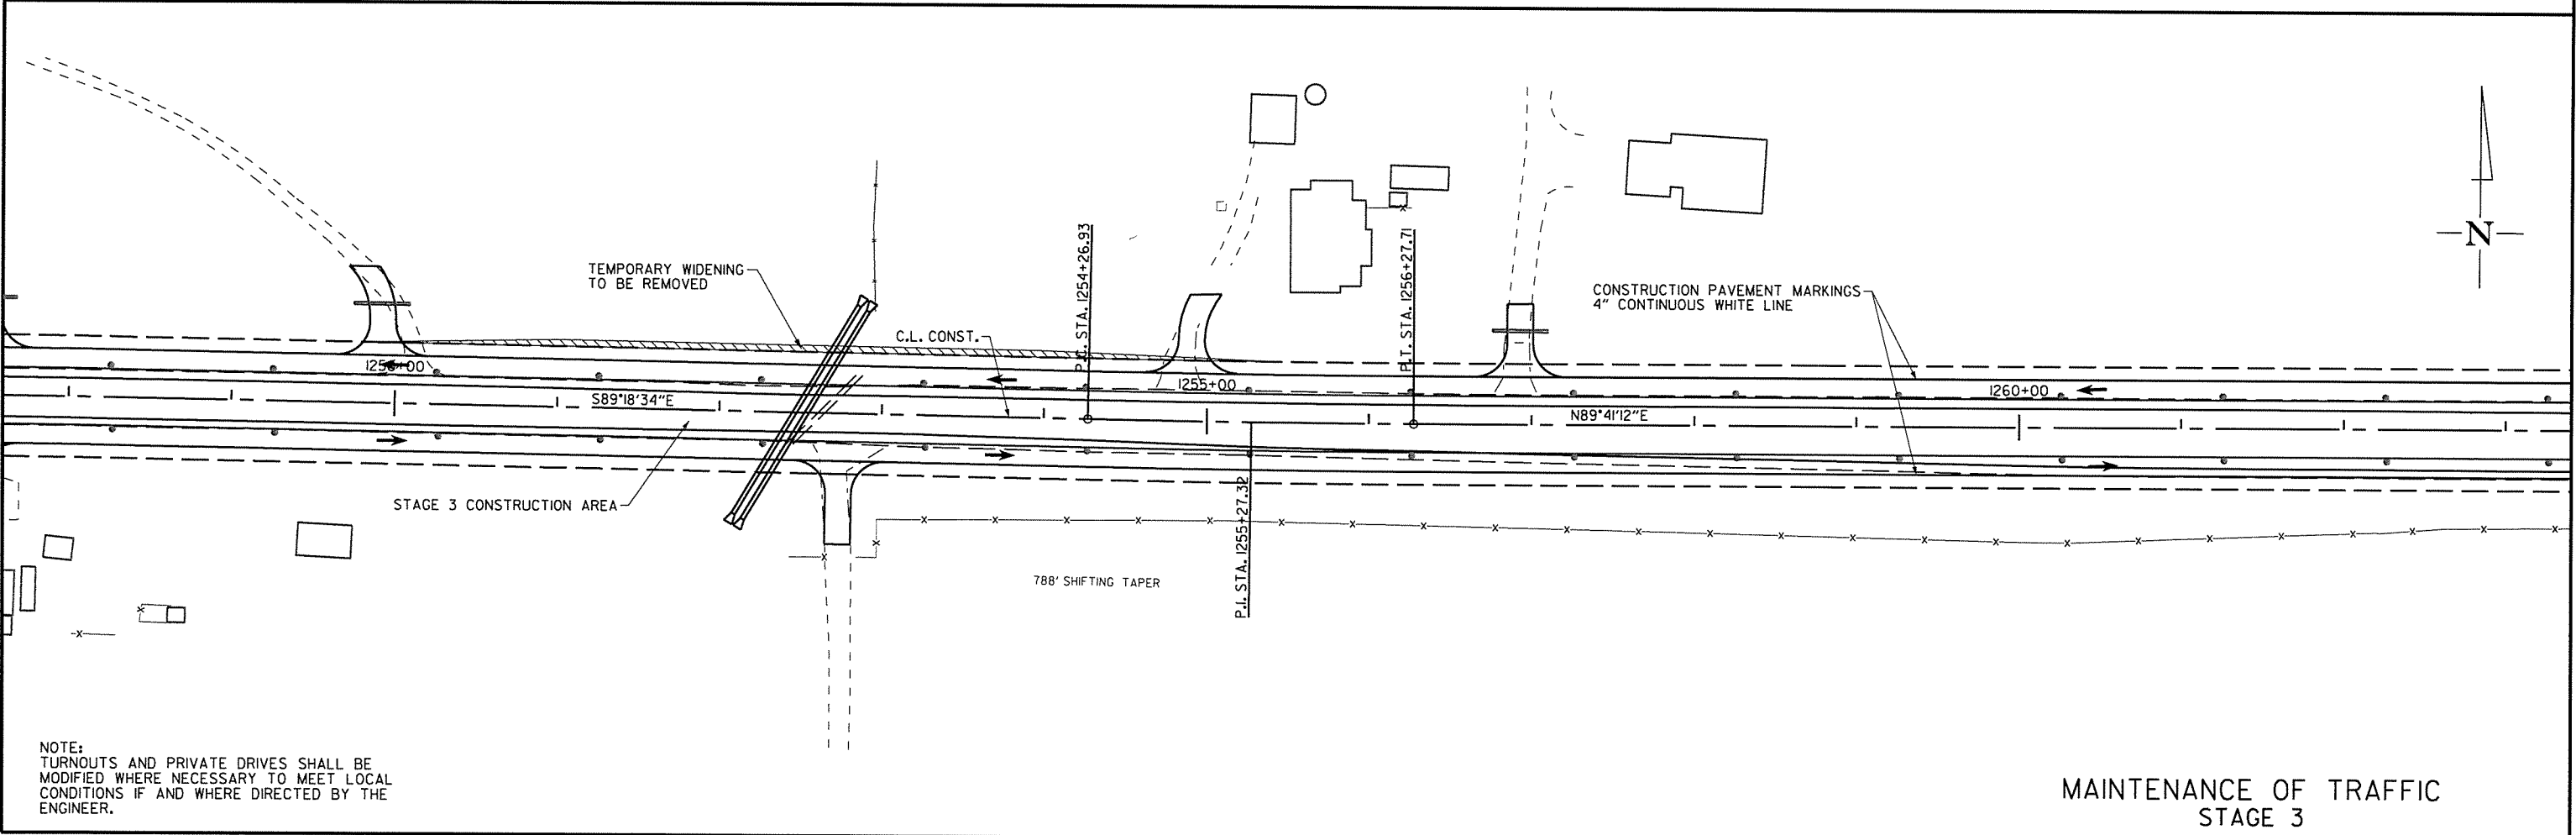 N
P.C. STA. 1254+26.93
P.T. STA. 1256+27.71
TEMPORARY WIDENING
TO BE REMOVED
CONSTRUCTION PAVEMENT MARKINGS
4" CONTINUOUS WHITE LINE
C.L. CONST.
1250+00
1255+00
1260+00
S89°18'34"E
N89°41'12"E
STAGE 3 CONSTRUCTION AREA
P.I. STA. 1255+27.32
788' SHIFTING TAPER
NOTE:
TURNOUTS AND PRIVATE DRIVES SHALL BE
MODIFIED WHERE NECESSARY TO MEET LOCAL
CONDITIONS IF AND WHERE DIRECTED BY THE
ENGINEER.
MAINTENANCE OF TRAFFIC
STAGE 3